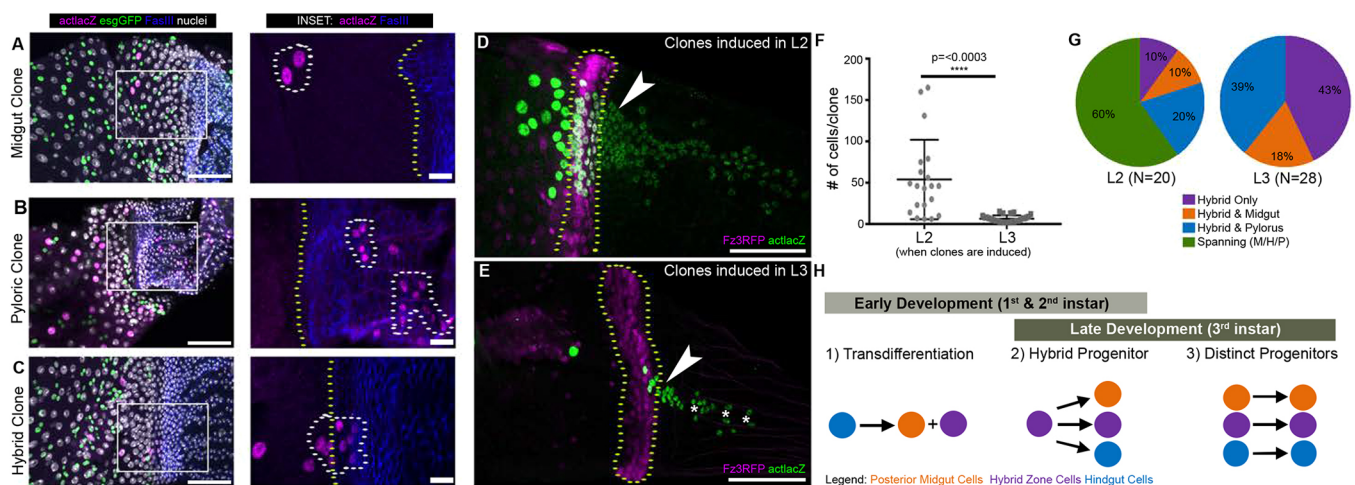 actlacZ esgGFP FasIII nuclei
INSET: actlacZ FasIII
A
Midgut Clone
B
Pyloric Clone
C
Hybrid Clone
D
Clones induced in L2
Fz3RFP actlacZ
E
Clones induced in L3
* * *
Fz3RFP actlacZ
F
p=<0.0003
****
# of cells/clone
200
150
100
50
0
L2 L3
(when clones are induced)
G
10%
10%
20%
60%
L2 (N=20)
43%
18%
39%
L3 (N=28)
Hybrid Only
Hybrid & Midgut
Hybrid & Pylorus
Spanning (M/H/P)
H
Early Development (1st & 2nd instar)
Late Development (3rd instar)
1) Transdifferentiation
2) Hybrid Progenitor
3) Distinct Progenitors
+
Legend: Posterior Midgut Cells Hybrid Zone Cells Hindgut Cells